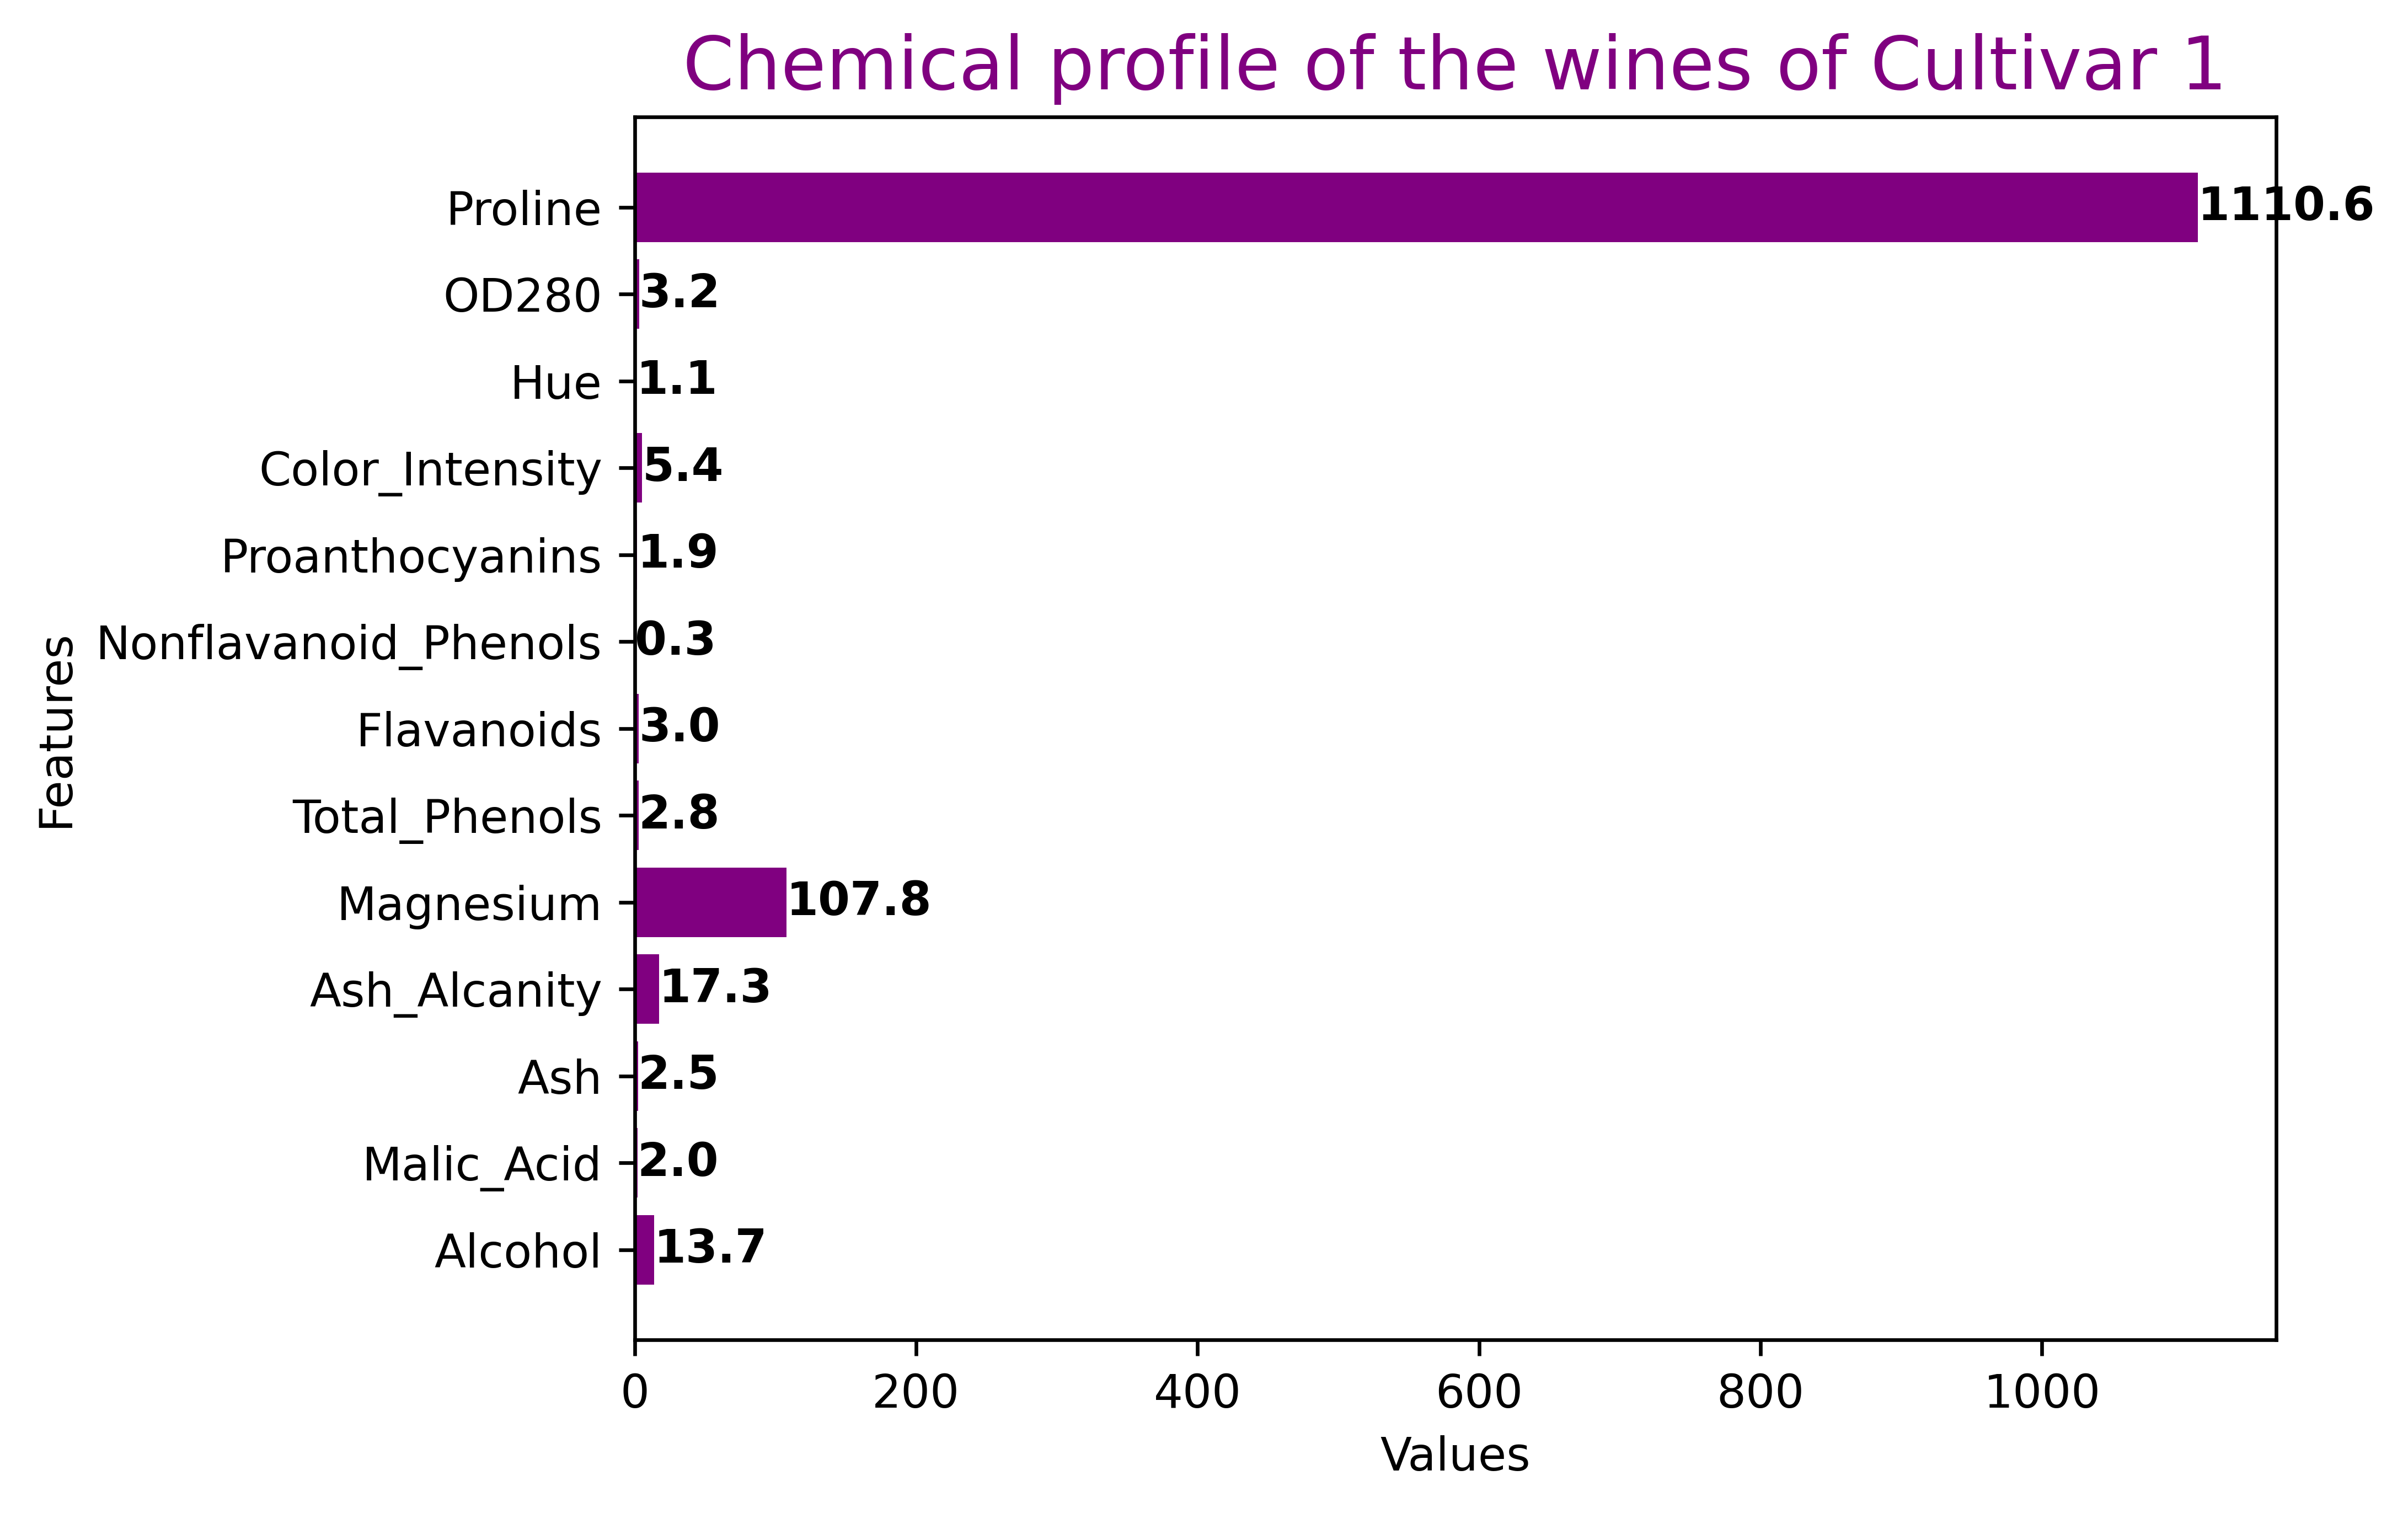 Chemical profile of the wines of Cultivar 1
Proline 1110.6
OD280 3.2
Hue 1.1
Color_Intensity 5.4
Proanthocyanins 1.9
Nonflavanoid_Phenols 0.3
Flavanoids 3.0
Total_Phenols 2.8
Magnesium 107.8
Ash_Alcanity 17.3
Ash 2.5
Malic_Acid 2.0
Alcohol 13.7
Features
0 200 400 600 800 1000
Values